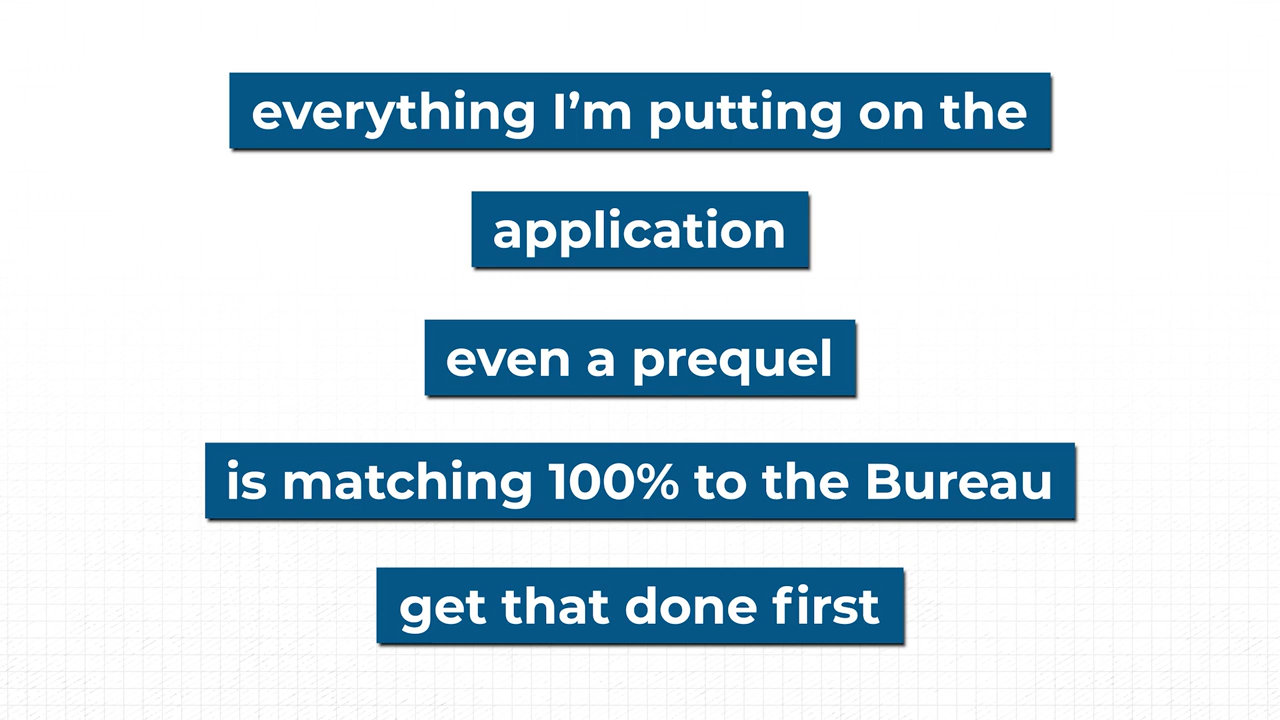 everything I’m putting on the
application
even a prequel
is matching 100% to the Bureau
get that done first